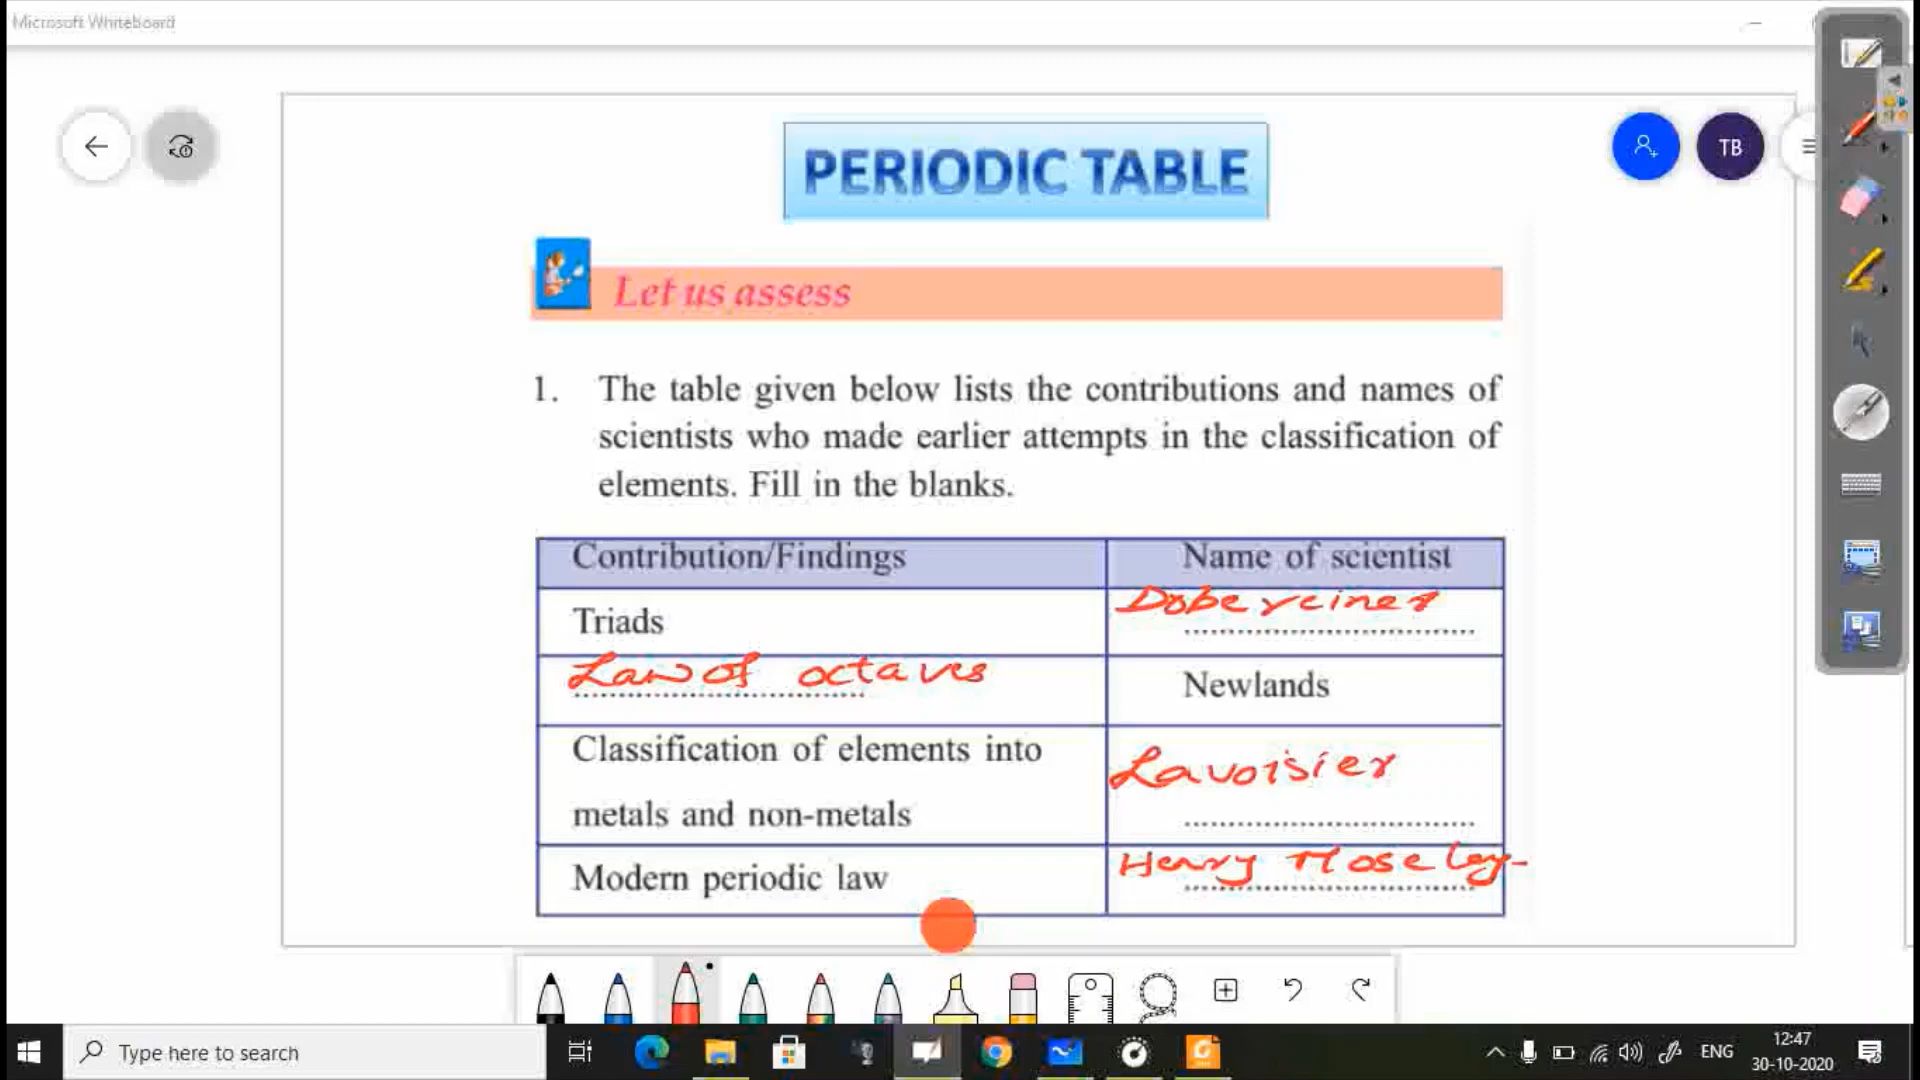 Microsoft Whiteboard
TB
PERIODIC TABLE
Let us assess
1. The table given below lists the contributions and names of
scientists who made earlier attempts in the classification of
elements. Fill in the blanks.
Contribution/Findings Name of scientist
Triads Dobereiner
Law of octaves Newlands
Classification of elements into
metals and non-metals Lavoisier
Modern periodic law Henry Moseley
Type here to search
ENG
12:47
30-10-2020